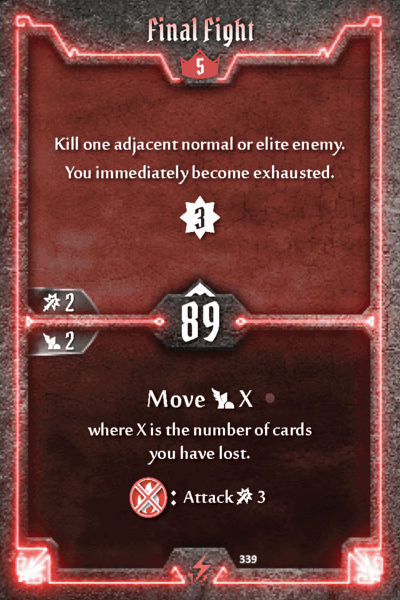 Final Fight
5
Kill one adjacent normal or elite enemy.
You immediately become exhausted.
3
2
89
2
Move X
where X is the number of cards
you have lost.
: Attack 3
339